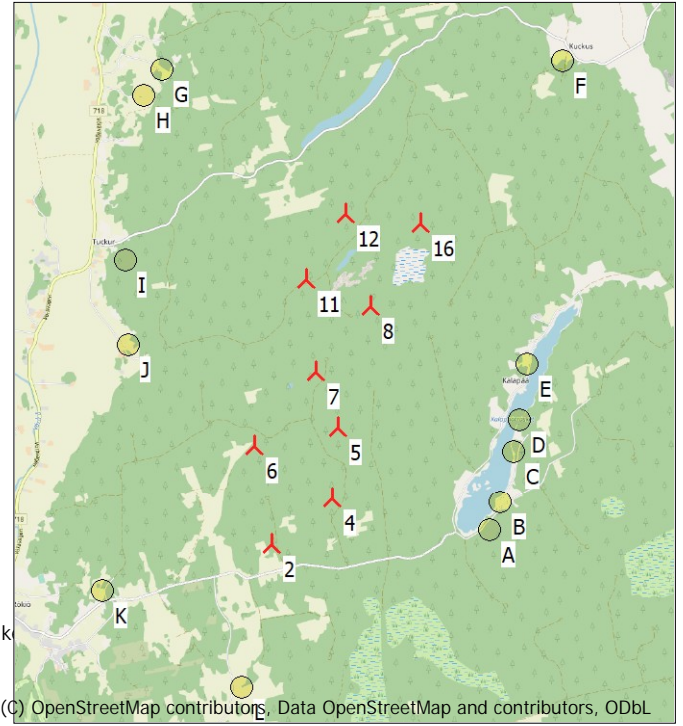 Kuckus
F
G
H
718
12
16
Tuckur
I
11
8
J
7
E
Kalapää
D
C
5
6
4
B
A
2
718
K
L
(C) OpenStreetMap contributors, Data OpenStreetMap and contributors, ODbL